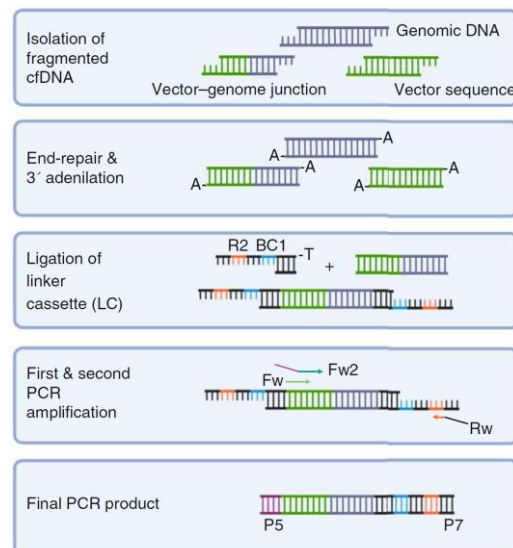 Isolation of
fragmented
cfDNA
Genomic DNA
Vector–genome junction
Vector sequence
End-repair &
3′ adenilation
-A
A-
-A
A-
-A
A-
Ligation of
linker
cassette (LC)
R2 BC1
-T
+
First & second
PCR
amplification
Fw2
Fw
Rw
Final PCR product
P5
P7